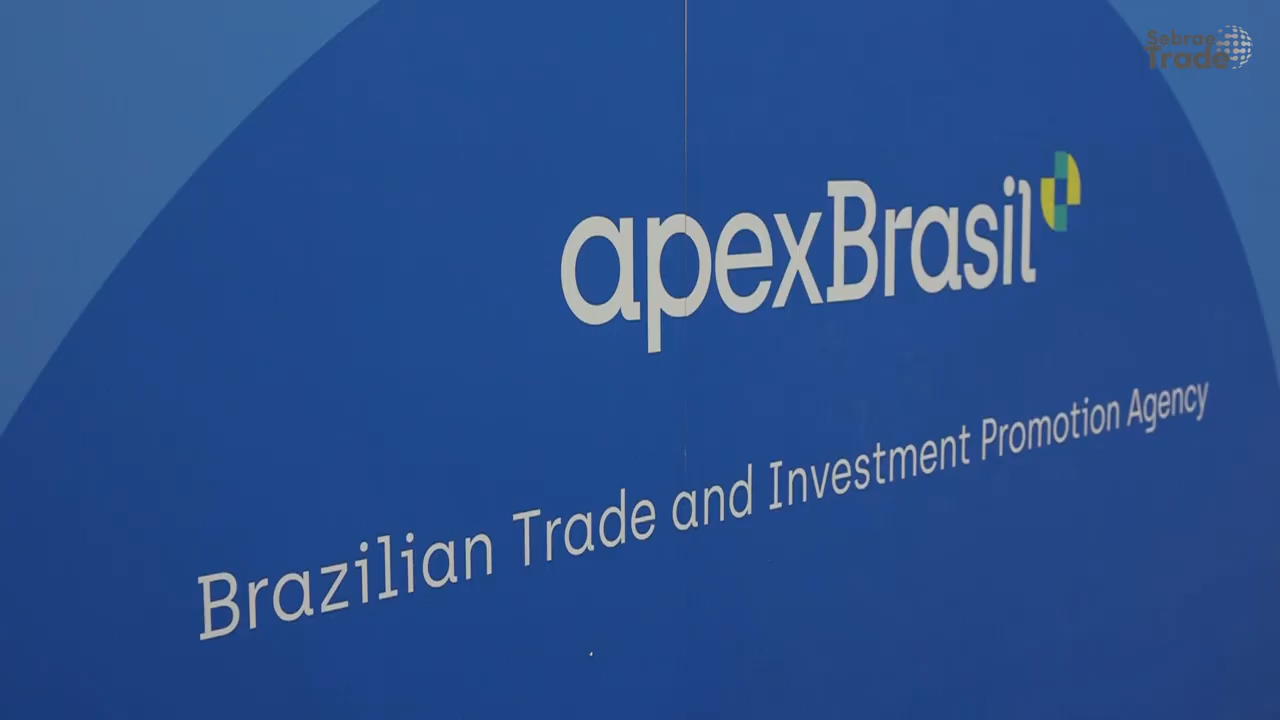 Sebrae
Trade
apexBrasil
Brazilian Trade and Investment Promotion Agency